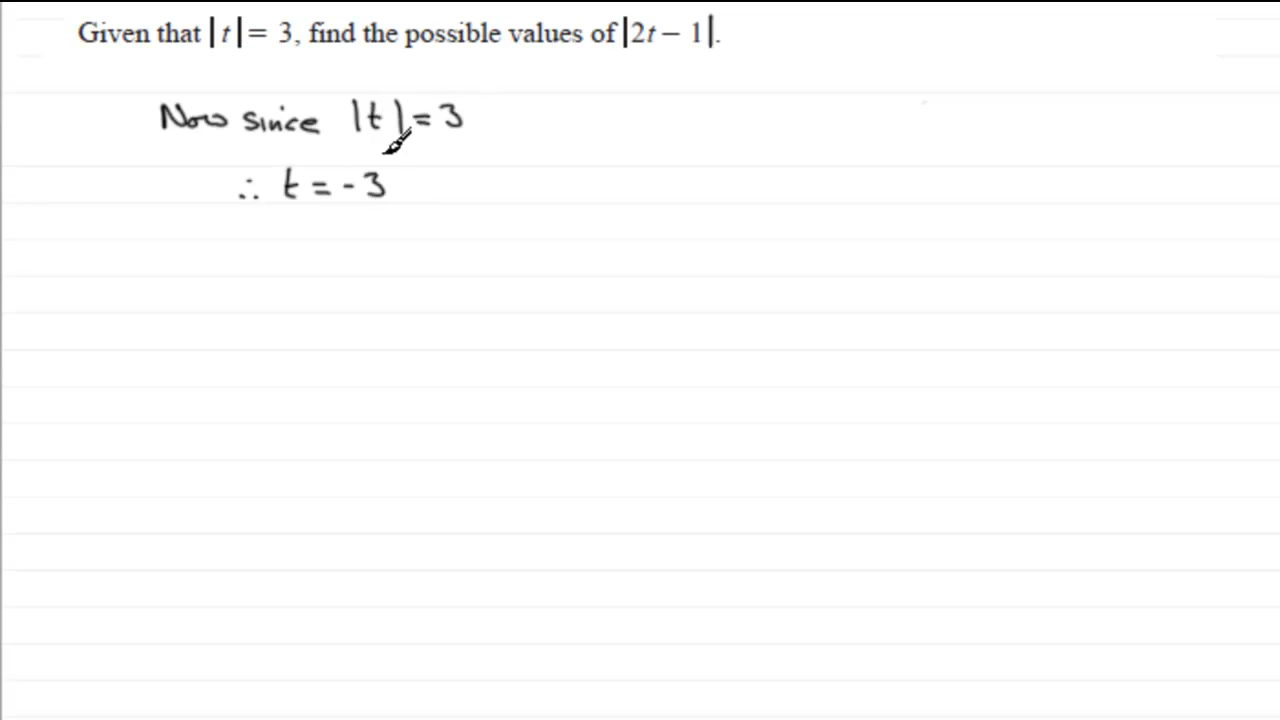 Given that |t| = 3, find the possible values of |2t − 1|.
Now since |t| = 3
∴ t = -3